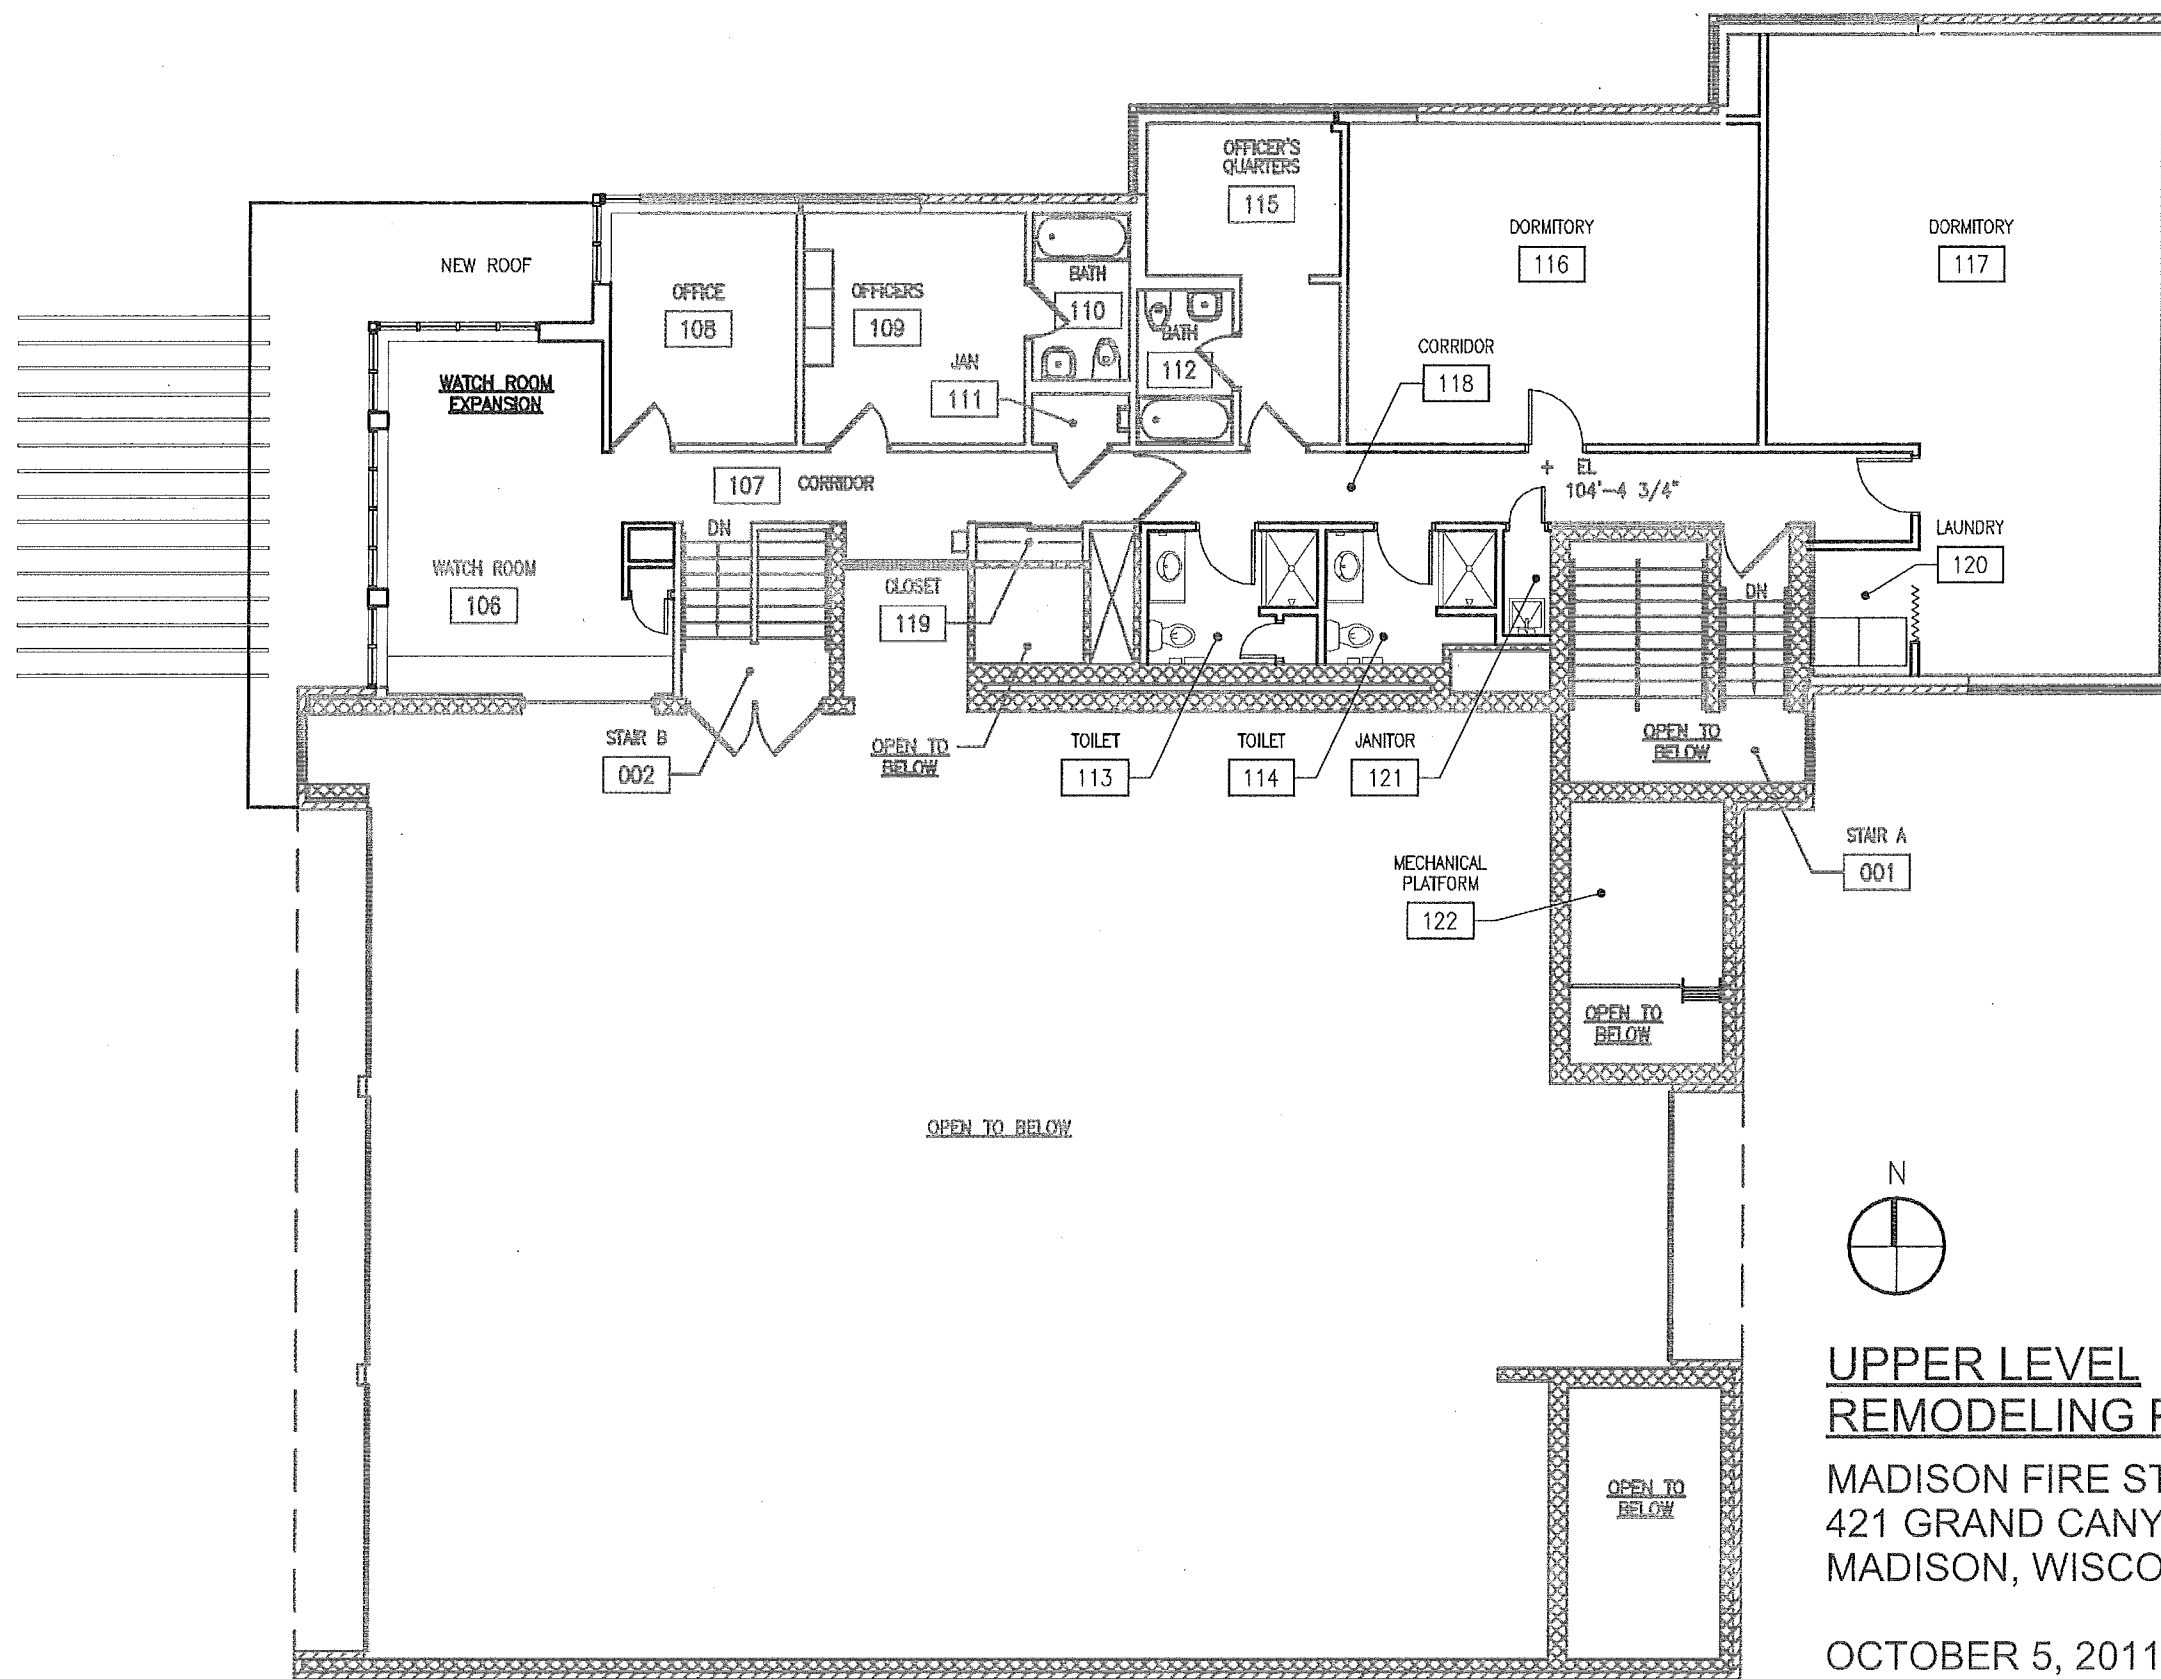 OFFICER'S
QUARTERS
115
DORMITORY
116
DORMITORY
117
NEW ROOF
OFFICE
108
OFFICERS
109
BATH
110
BATH
112
JAN
111
CORRIDOR
118
WATCH ROOM
EXPANSION
107 CORRIDOR
+ EL
104'-4 3/4"
DN
WATCH ROOM
106
CLOSET
119
LAUNDRY
120
DN
STAIR B
002
OPEN TO
BELOW
TOILET
113
TOILET
114
JANITOR
121
OPEN TO
BELOW
STAIR A
001
MECHANICAL
PLATFORM
122
OPEN TO
BELOW
OPEN TO BELOW
N
OPEN TO
BELOW
UPPER LEVEL
REMODELING
MADISON FIRE
421 GRAND
MADISON,
OCTOBER 5, 2011